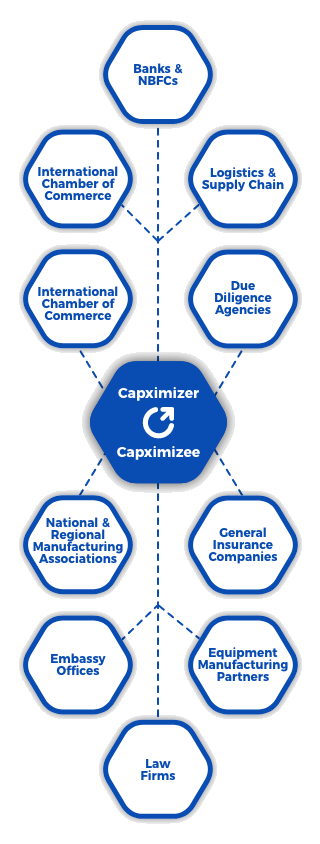 Banks &
NBFCs
International
Chamber of
Commerce
Logistics &
Supply Chain
International
Chamber of
Commerce
Due
Diligence
Agencies
Capximizer
Capximizee
National &
Regional
Manufacturing
Associations
General
Insurance
Companies
Embassy
Offices
Equipment
Manufacturing
Partners
Law
Firms